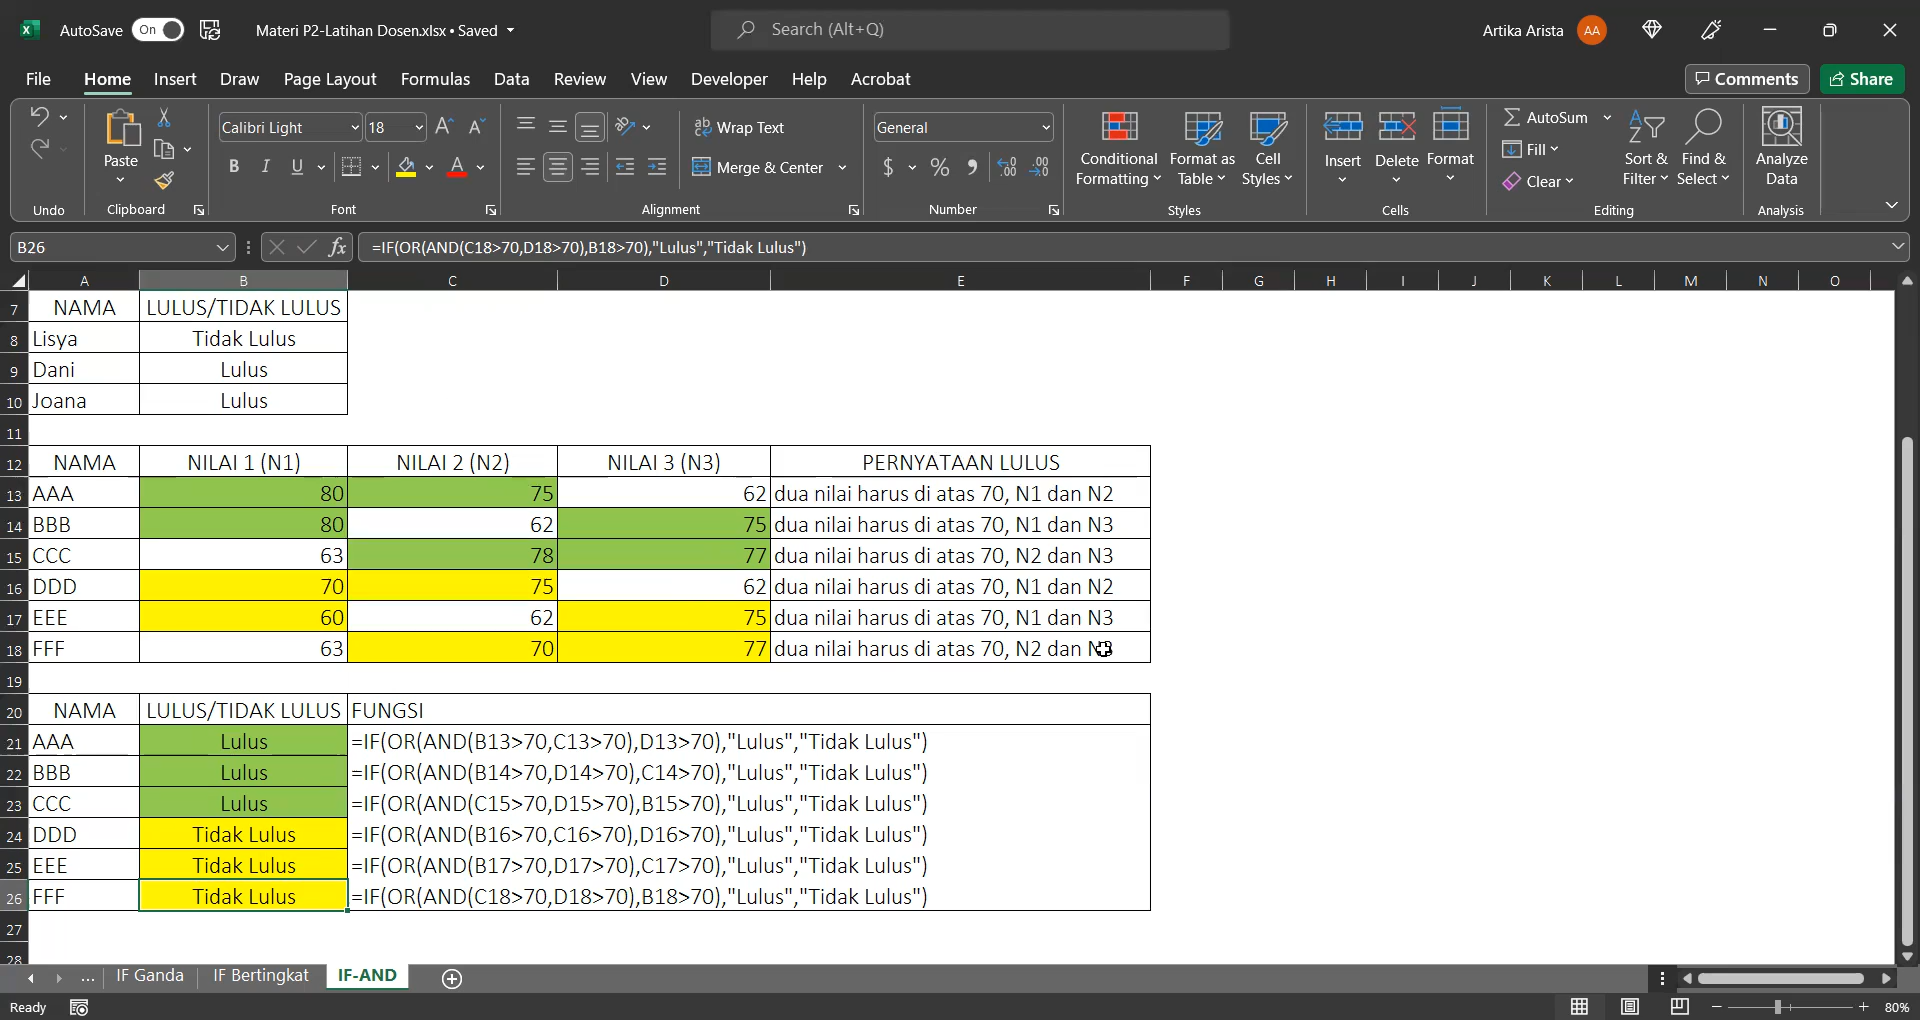 AutoSave On Materi P2-Latihan Dosen.xlsx • Saved Search (Alt+Q) Artika Arista AA
File Home Insert Draw Page Layout Formulas Data Review View Developer Help Acrobat Comments Share
Calibri Light 18 Wrap Text General AutoSum
Paste B I U A Merge & Center $ % Conditional Formatting Format as Table Cell Styles Insert Delete Format Fill Clear Sort & Filter Find & Select Analyze Data
Undo Clipboard Font Alignment Number Styles Cells Editing Analysis
B26 fx =IF(OR(AND(C18>70,D18>70),B18>70),"Lulus","Tidak Lulus")
A B C D E F G H I J K L M N O
7 NAMA LULUS/TIDAK LULUS
8 Lisya Tidak Lulus
9 Dani Lulus
10 Joana Lulus
11
12 NAMA NILAI 1 (N1) NILAI 2 (N2) NILAI 3 (N3) PERNYATAAN LULUS
13 AAA 80 75 62 dua nilai harus di atas 70, N1 dan N2
14 BBB 80 62 75 dua nilai harus di atas 70, N1 dan N3
15 CCC 63 78 77 dua nilai harus di atas 70, N2 dan N3
16 DDD 70 75 62 dua nilai harus di atas 70, N1 dan N2
17 EEE 60 62 75 dua nilai harus di atas 70, N1 dan N3
18 FFF 63 70 77 dua nilai harus di atas 70, N2 dan N3
19
20 NAMA LULUS/TIDAK LULUS FUNGSI
21 AAA Lulus =IF(OR(AND(B13>70,C13>70),D13>70),"Lulus","Tidak Lulus")
22 BBB Lulus =IF(OR(AND(B14>70,D14>70),C14>70),"Lulus","Tidak Lulus")
23 CCC Lulus =IF(OR(AND(C15>70,D15>70),B15>70),"Lulus","Tidak Lulus")
24 DDD Tidak Lulus =IF(OR(AND(B16>70,C16>70),D16>70),"Lulus","Tidak Lulus")
25 EEE Tidak Lulus =IF(OR(AND(B17>70,D17>70),C17>70),"Lulus","Tidak Lulus")
26 FFF Tidak Lulus =IF(OR(AND(C18>70,D18>70),B18>70),"Lulus","Tidak Lulus")
27
28
... IF Ganda IF Bertingkat IF-AND
Ready 80%